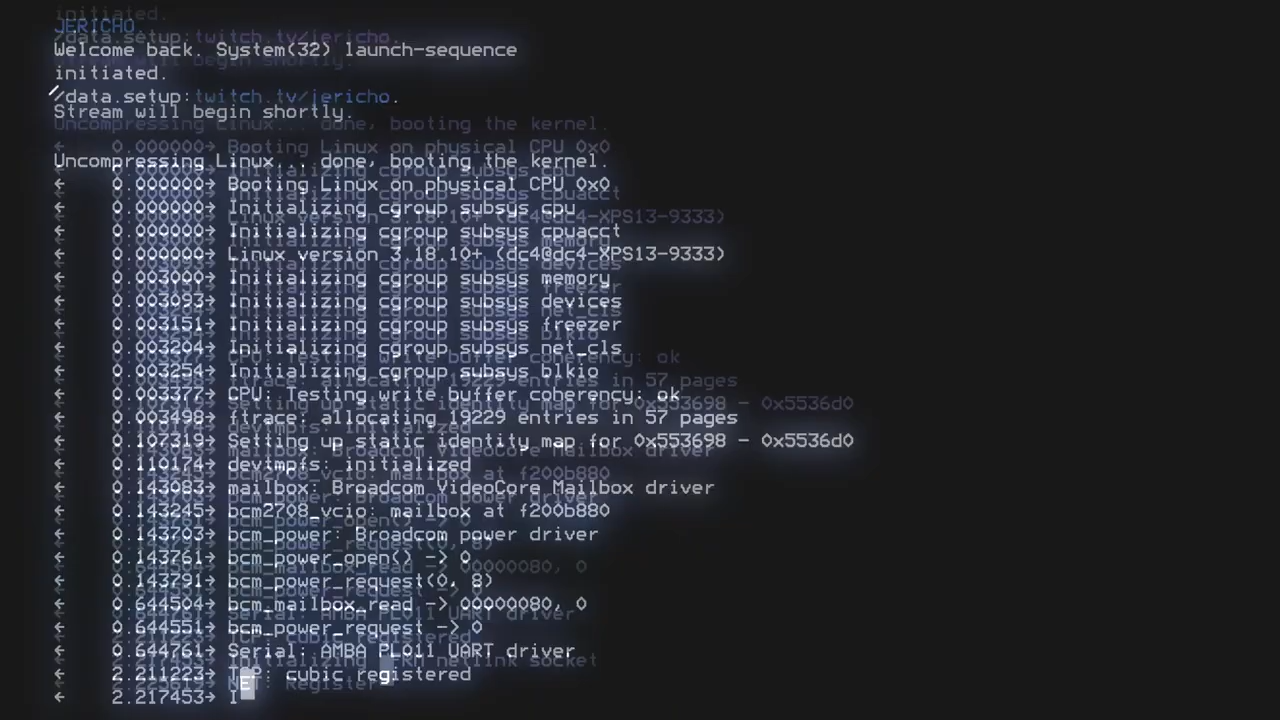 JERICHO
Welcome back. System(32) launch-sequence
initiated.
/data.setup:twitch.tv/jericho.
Stream will begin shortly.
Uncompressing Linux... done, booting the kernel.
← 0.000000→ Booting Linux on physical CPU 0x0
← 0.000000→ Initializing cgroup subsys cpu
← 0.000000→ Initializing cgroup subsys cpuacct
← 0.000000→ Linux version 3.18.10+ (dc4@dc4-XPS13-9333)
← 0.003000→ Initializing cgroup subsys memory
← 0.003093→ Initializing cgroup subsys devices
← 0.003151→ Initializing cgroup subsys freezer
← 0.003204→ Initializing cgroup subsys net_cls
← 0.003254→ Initializing cgroup subsys blkio
← 0.003377→ CPU: Testing write buffer coherency: ok
← 0.003498→ ftrace: allocating 19229 entries in 57 pages
← 0.107319→ Setting up static identity map for 0x553698 - 0x5536d0
← 0.110174→ devtmpfs: initialized
← 0.143083→ mailbox: Broadcom VideoCore Mailbox driver
← 0.143245→ bcm2708_vcio: mailbox at f200b880
← 0.143703→ bcm_power: Broadcom power driver
← 0.143761→ bcm_power_open() -> 0
← 0.143791→ bcm_power_request(0, 8)
← 0.644504→ bcm_mailbox_read -> 00000080, 0
← 0.644551→ bcm_power_request -> 0
← 0.644761→ Serial: AMBA PL011 UART driver
← 2.211223→ TCP: cubic registered
← 2.217453→ I